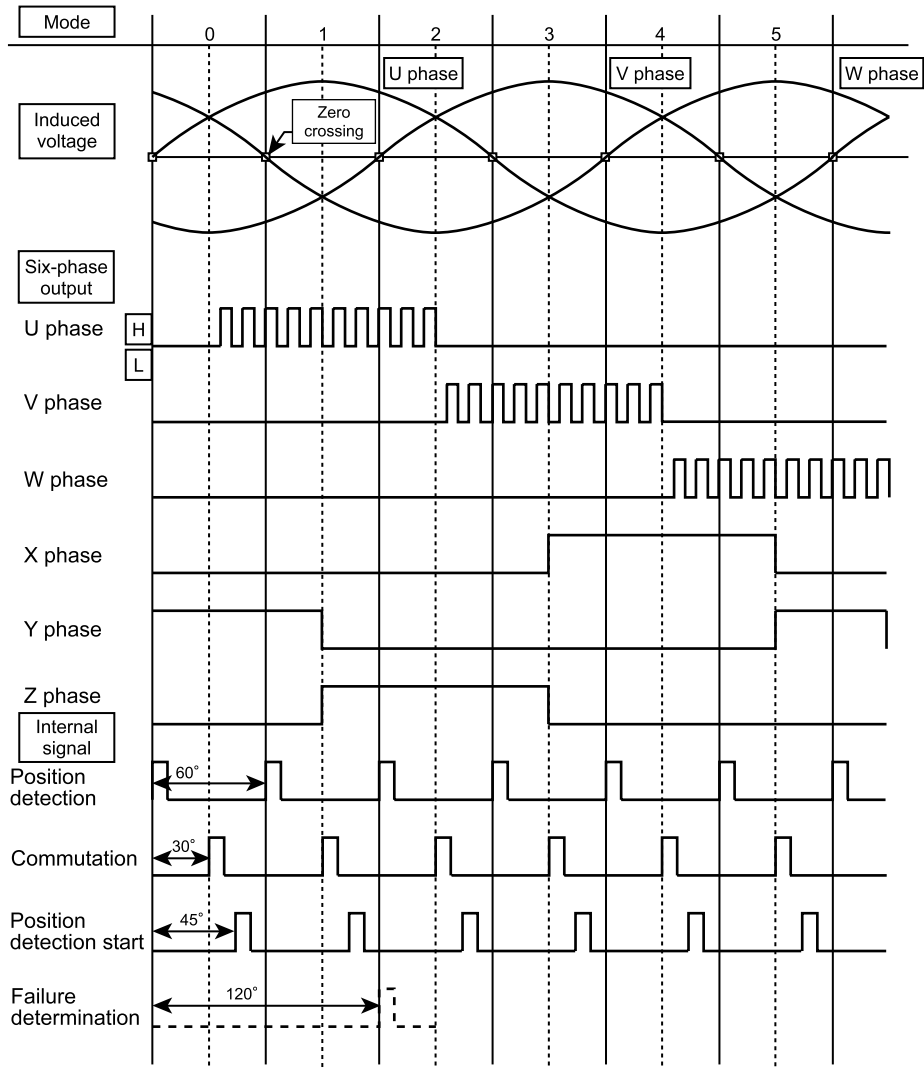 Mode
0 1 2 3 4 5
U phase
V phase
W phase
Induced
voltage
Zero
crossing
Six-phase
output
U phase
H
L
V phase
W phase
X phase
Y phase
Z phase
Internal
signal
Position
detection
60°
Commutation
30°
Position
detection start
45°
Failure
determination
120°